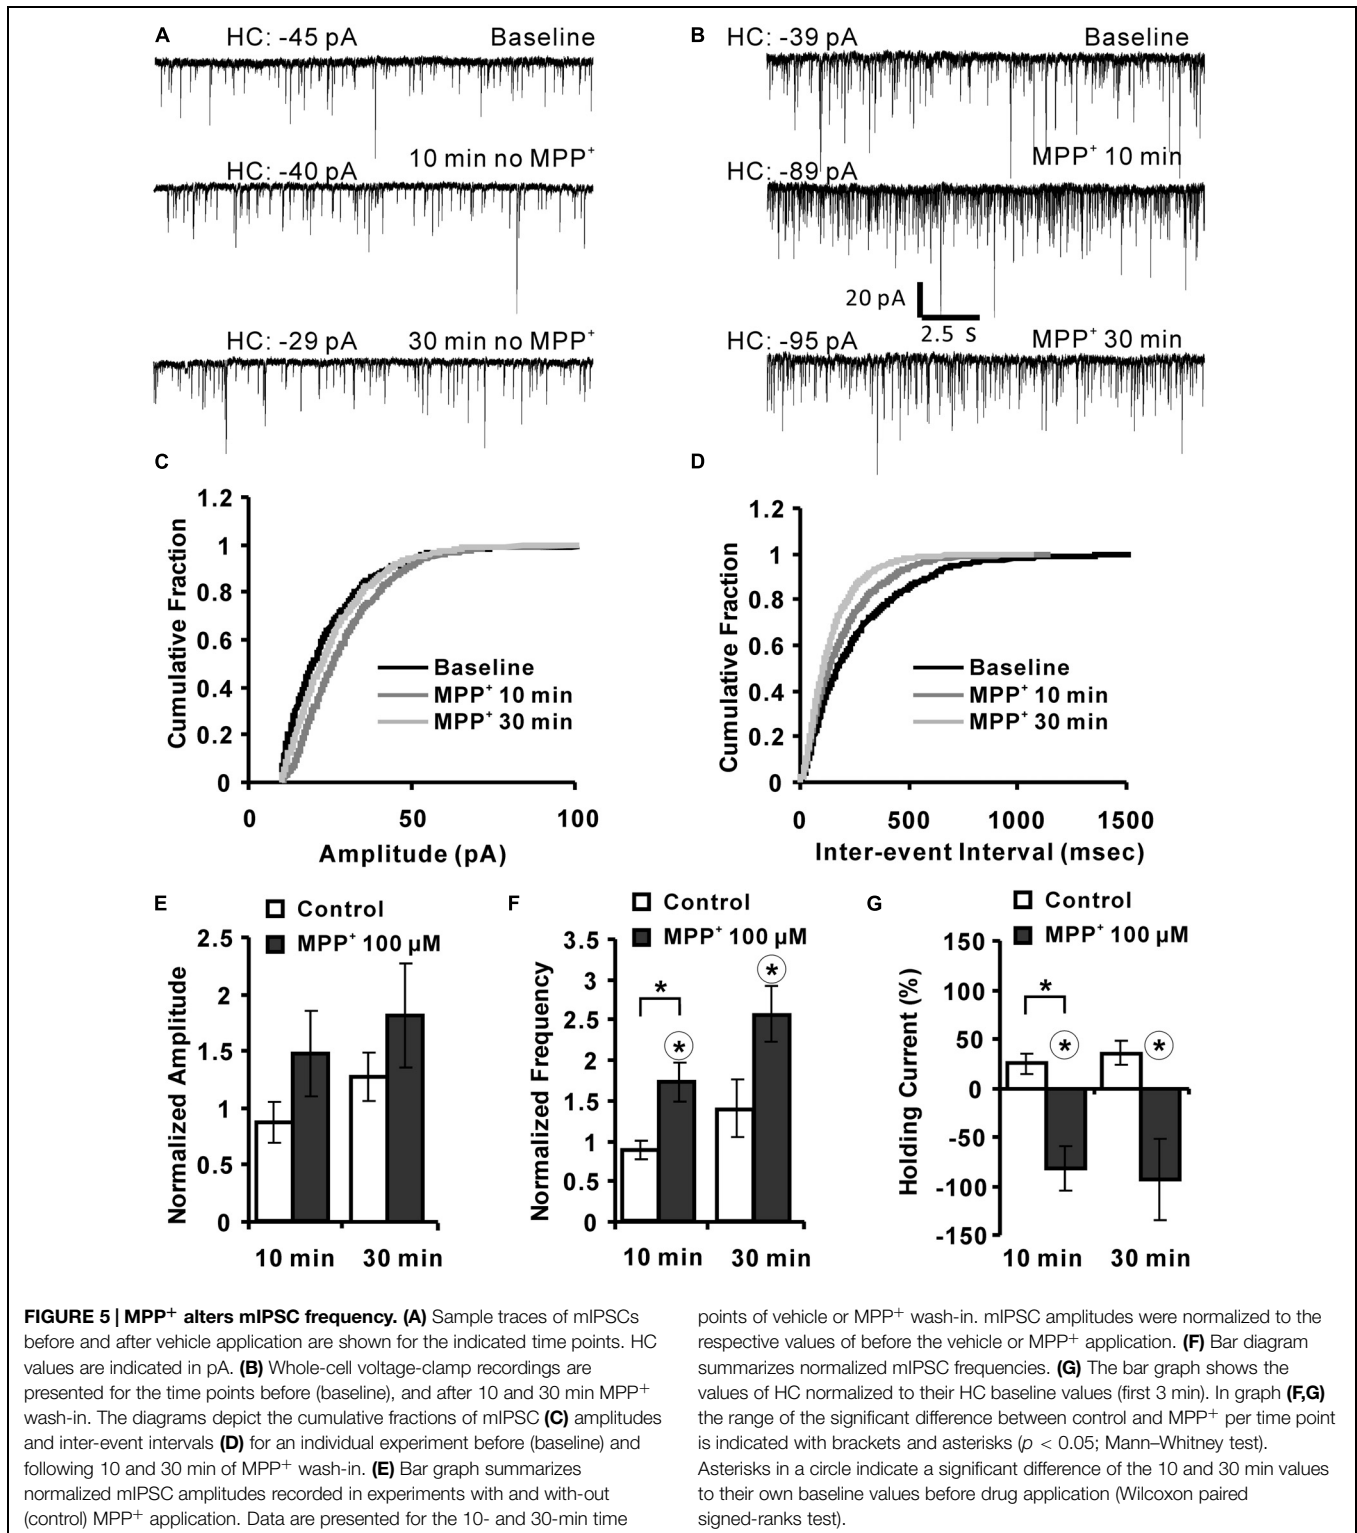 A
HC: -45 pA
Baseline
10 min no MPP+
HC: -40 pA
HC: -29 pA
30 min no MPP+
B
HC: -39 pA
Baseline
MPP+ 10 min
HC: -89 pA
20 pA
2.5 S
HC: -95 pA
MPP+ 30 min
C
1.2
1
0.8
0.6
0.4
0.2
0
Cumulative Fraction
Baseline
MPP+ 10 min
MPP+ 30 min
0 50 100
Amplitude (pA)
D
1.2
1
0.8
0.6
0.4
0.2
0
Cumulative Fraction
Baseline
MPP+ 10 min
MPP+ 30 min
0 500 1000 1500
Inter-event Interval (msec)
E
Control
MPP+ 100 µM
2.5
2
1.5
1
0.5
0
Normalized Amplitude
10 min 30 min
F
Control
MPP+ 100 µM
3.5
3
2.5
2
1.5
1
0.5
0
Normalized Frequency
*
*
*
10 min 30 min
G
Control
MPP+ 100 µM
150
100
50
0
-50
-100
-150
Holding Current (%)
*
*
*
10 min 30 min
FIGURE 5 | MPP+ alters mIPSC frequency. (A) Sample traces of mIPSCs
before and after vehicle application are shown for the indicated time points. HC
values are indicated in pA. (B) Whole-cell voltage-clamp recordings are
presented for the time points before (baseline), and after 10 and 30 min MPP+
wash-in. The diagrams depict the cumulative fractions of mIPSC (C) amplitudes
and inter-event intervals (D) for an individual experiment before (baseline) and
following 10 and 30 min of MPP+ wash-in. (E) Bar graph summarizes
normalized mIPSC amplitudes recorded in experiments with and with-out
(control) MPP+ application. Data are presented for the 10- and 30-min time
points of vehicle or MPP+ wash-in. mIPSC amplitudes were normalized to the
respective values of before the vehicle or MPP+ application. (F) Bar diagram
summarizes normalized mIPSC frequencies. (G) The bar graph shows the
values of HC normalized to their HC baseline values (first 3 min). In graph (F,G)
the range of the significant difference between control and MPP+ per time point
is indicated with brackets and asterisks (p < 0.05; Mann–Whitney test).
Asterisks in a circle indicate a significant difference of the 10 and 30 min values
to their own baseline values before drug application (Wilcoxon paired
signed-ranks test).